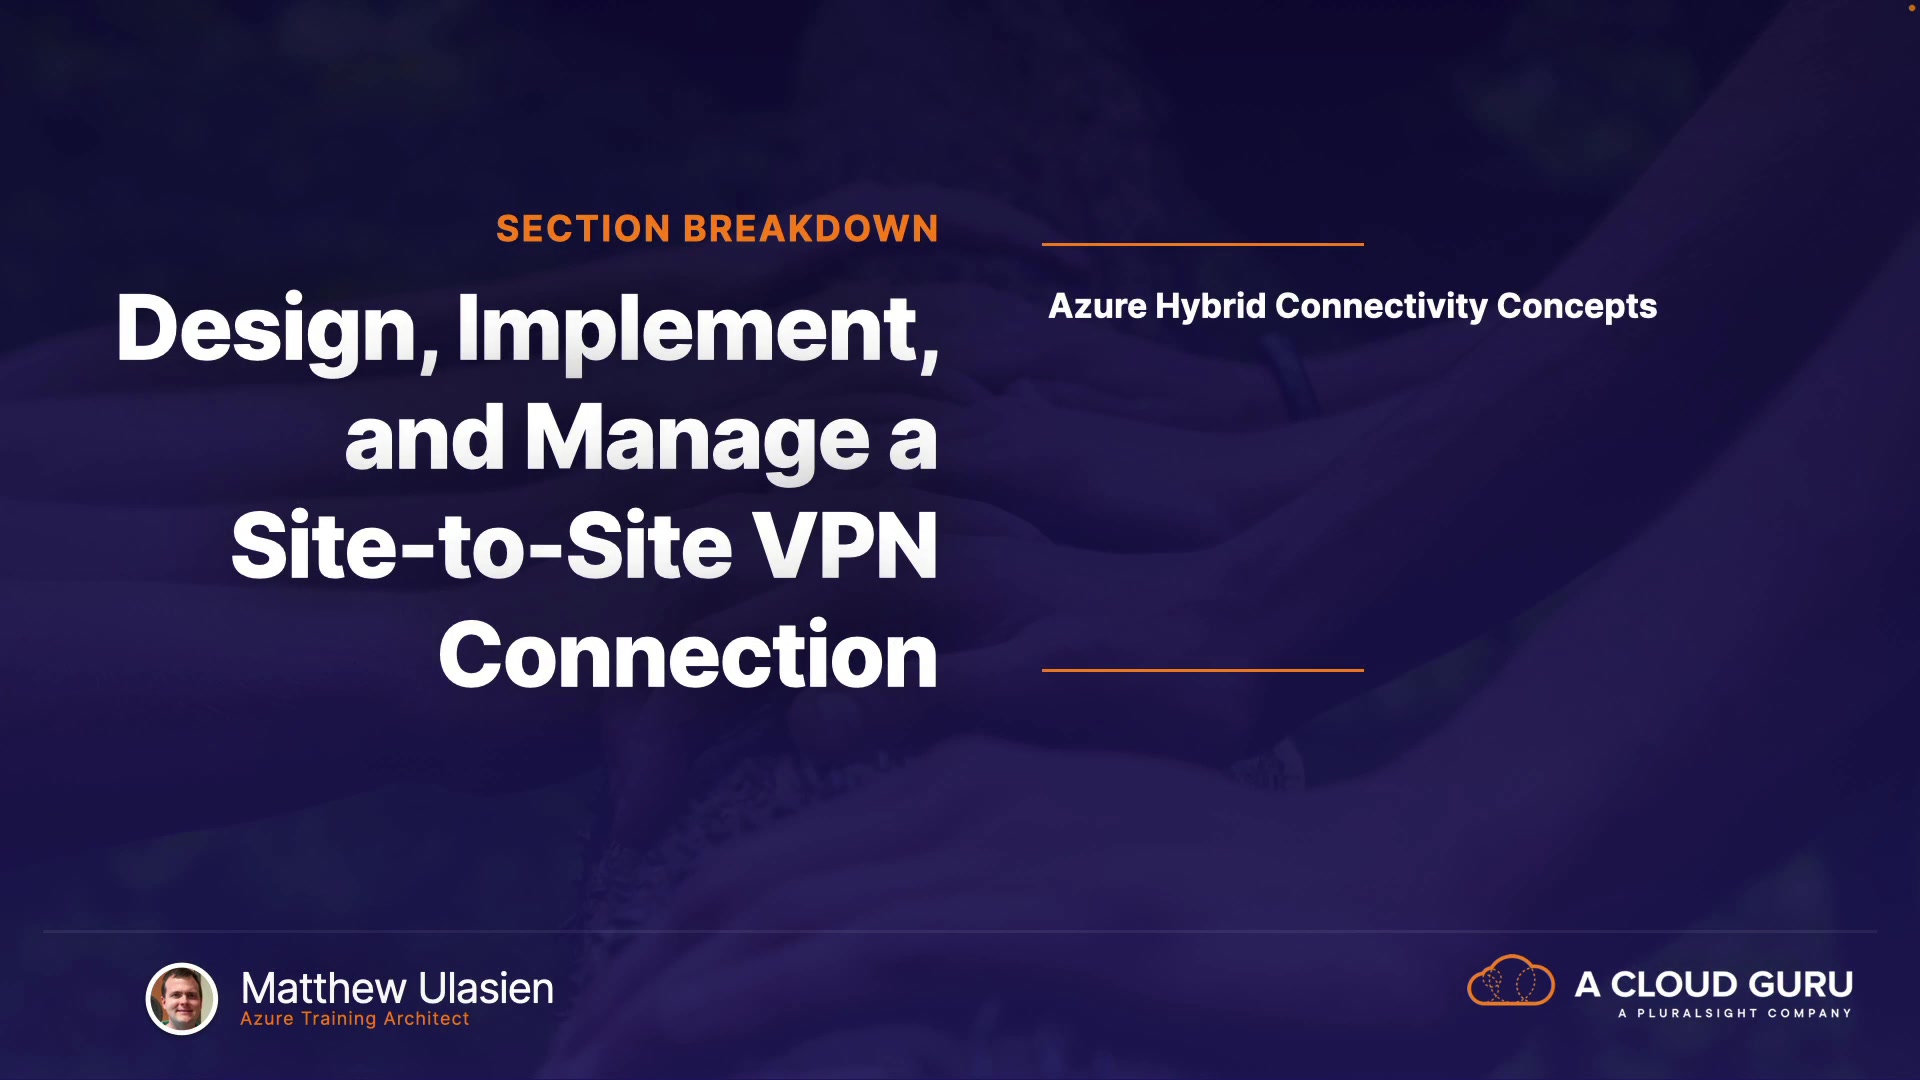 SECTION BREAKDOWN
Design, Implement,
and Manage a
Site-to-Site VPN
Connection
Azure Hybrid Connectivity Concepts
Matthew Ulasien
Azure Training Architect
A CLOUD GURU
A PLURALSIGHT COMPANY